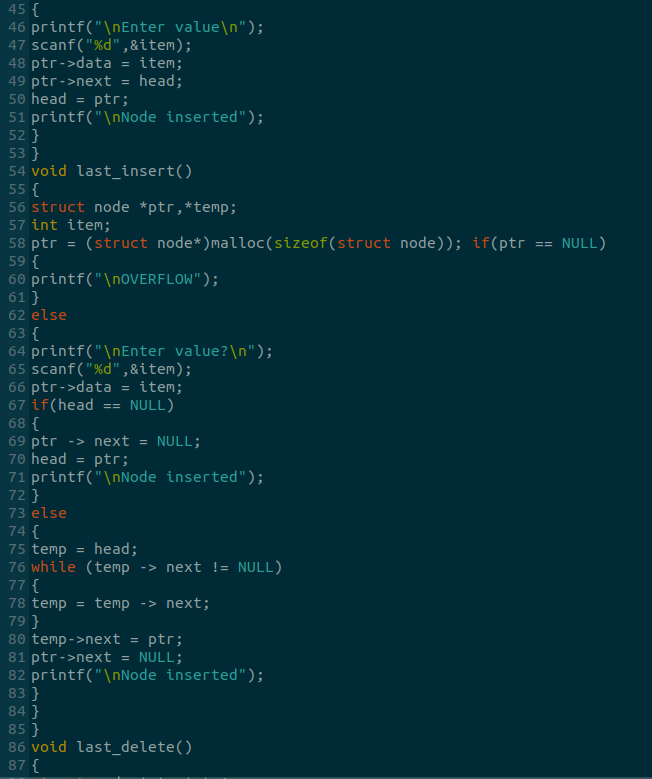 45 {
46 printf("\nEnter value\n");
47 scanf("%d",&item);
48 ptr->data = item;
49 ptr->next = head;
50 head = ptr;
51 printf("\nNode inserted");
52 }
53 }
54 void last_insert()
55 {
56 struct node *ptr,*temp;
57 int item;
58 ptr = (struct node*)malloc(sizeof(struct node)); if(ptr == NULL)
59 {
60 printf("\nOVERFLOW");
61 }
62 else
63 {
64 printf("\nEnter value?\n");
65 scanf("%d",&item);
66 ptr->data = item;
67 if(head == NULL)
68 {
69 ptr -> next = NULL;
70 head = ptr;
71 printf("\nNode inserted");
72 }
73 else
74 {
75 temp = head;
76 while (temp -> next != NULL)
77 {
78 temp = temp -> next;
79 }
80 temp->next = ptr;
81 ptr->next = NULL;
82 printf("\nNode inserted");
83 }
84 }
85 }
86 void last_delete()
87 {